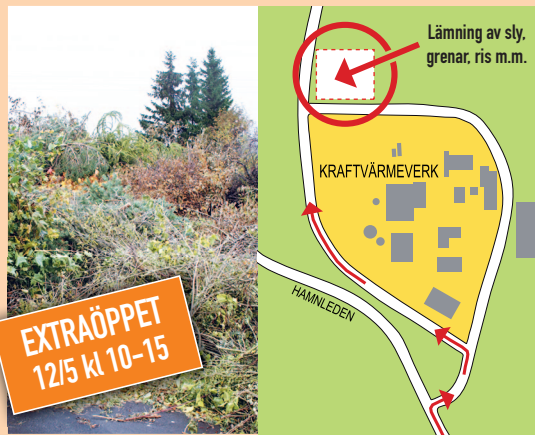 EXTRAÖPPET
12/5 kl 10-15
Lämning av sly,
grenar, ris m.m.
KRAFTVÄRMEVERK
HAMNLEDEN